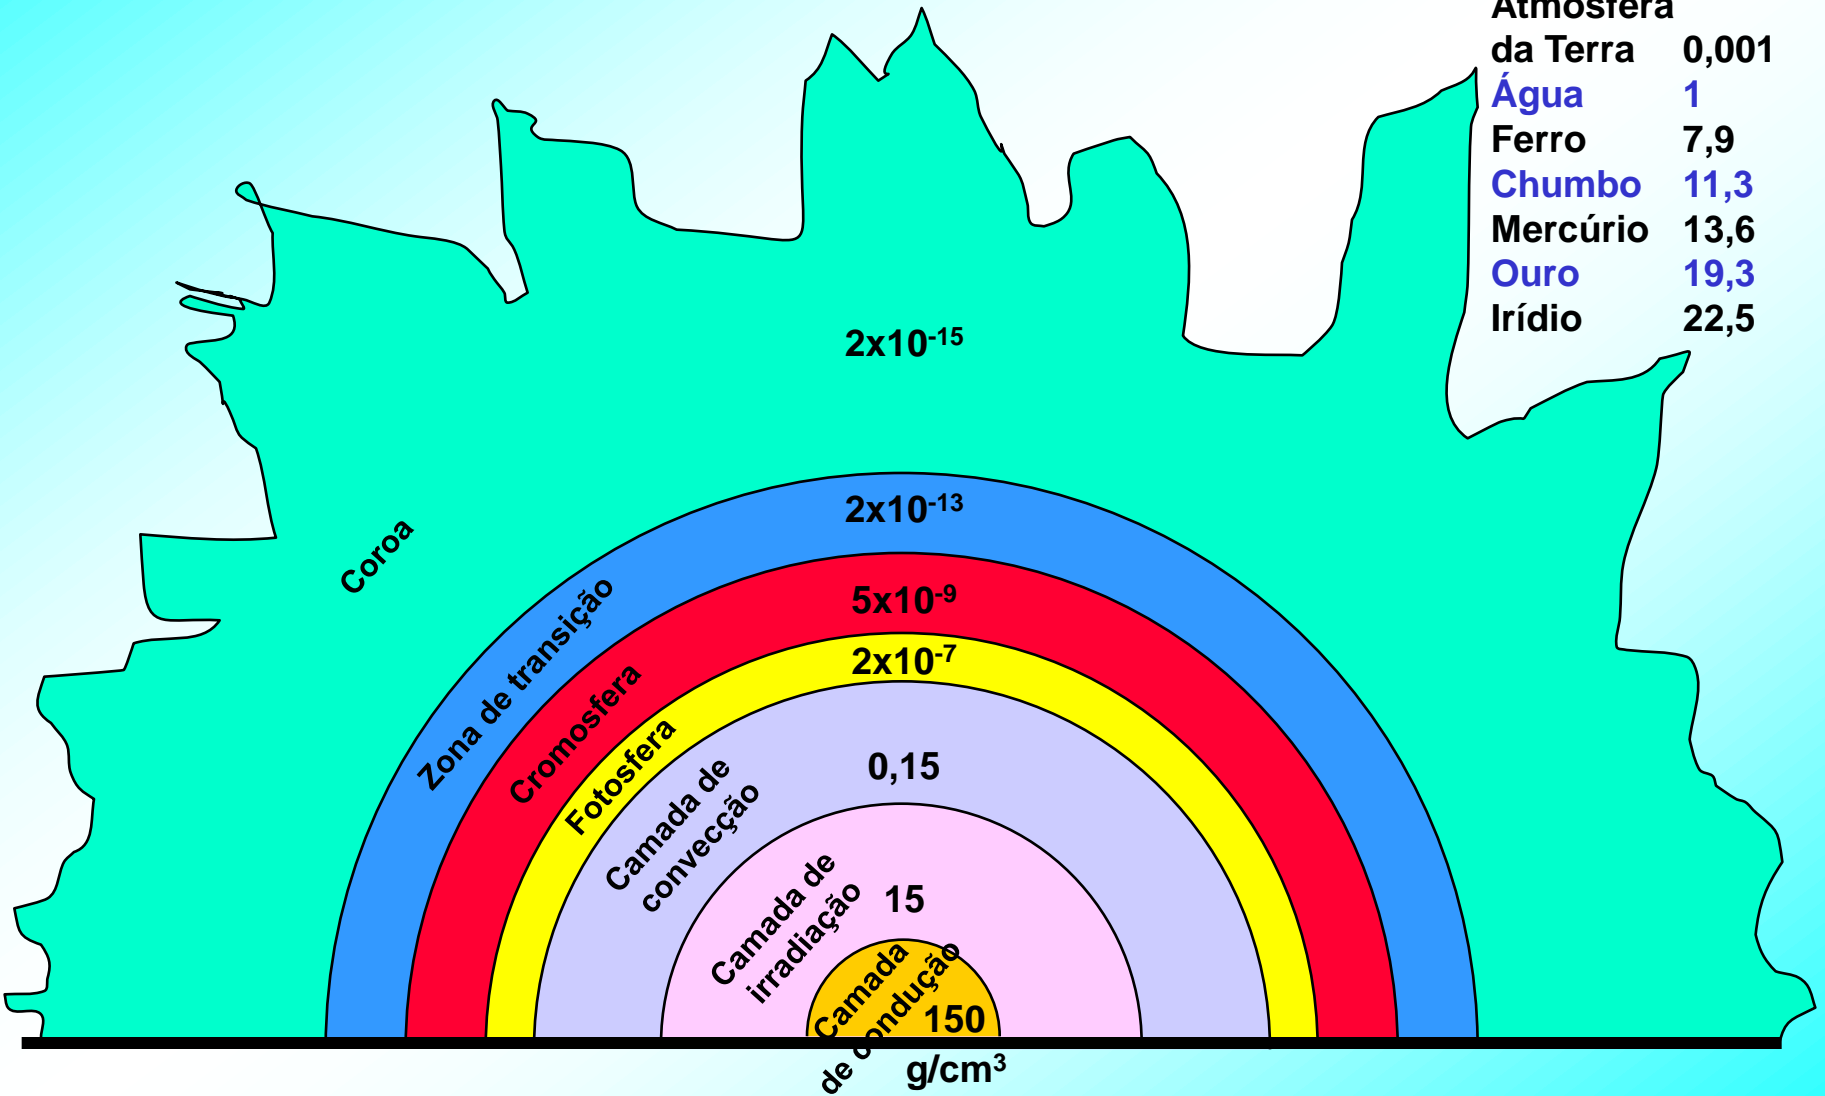 Atmosfera
da Terra 0,001
Água 1
Ferro 7,9
Chumbo 11,3
Mercúrio 13,6
Ouro 19,3
Irídio 22,5
2x10⁻¹⁵
Coroa
2x10⁻¹³
Zona de transição
5x10⁻⁹
Cromosfera
2x10⁻⁷
Fotosfera
0,15
Camada de
convecção
15
Camada de
irradiação
Camada
de condução
150
g/cm³